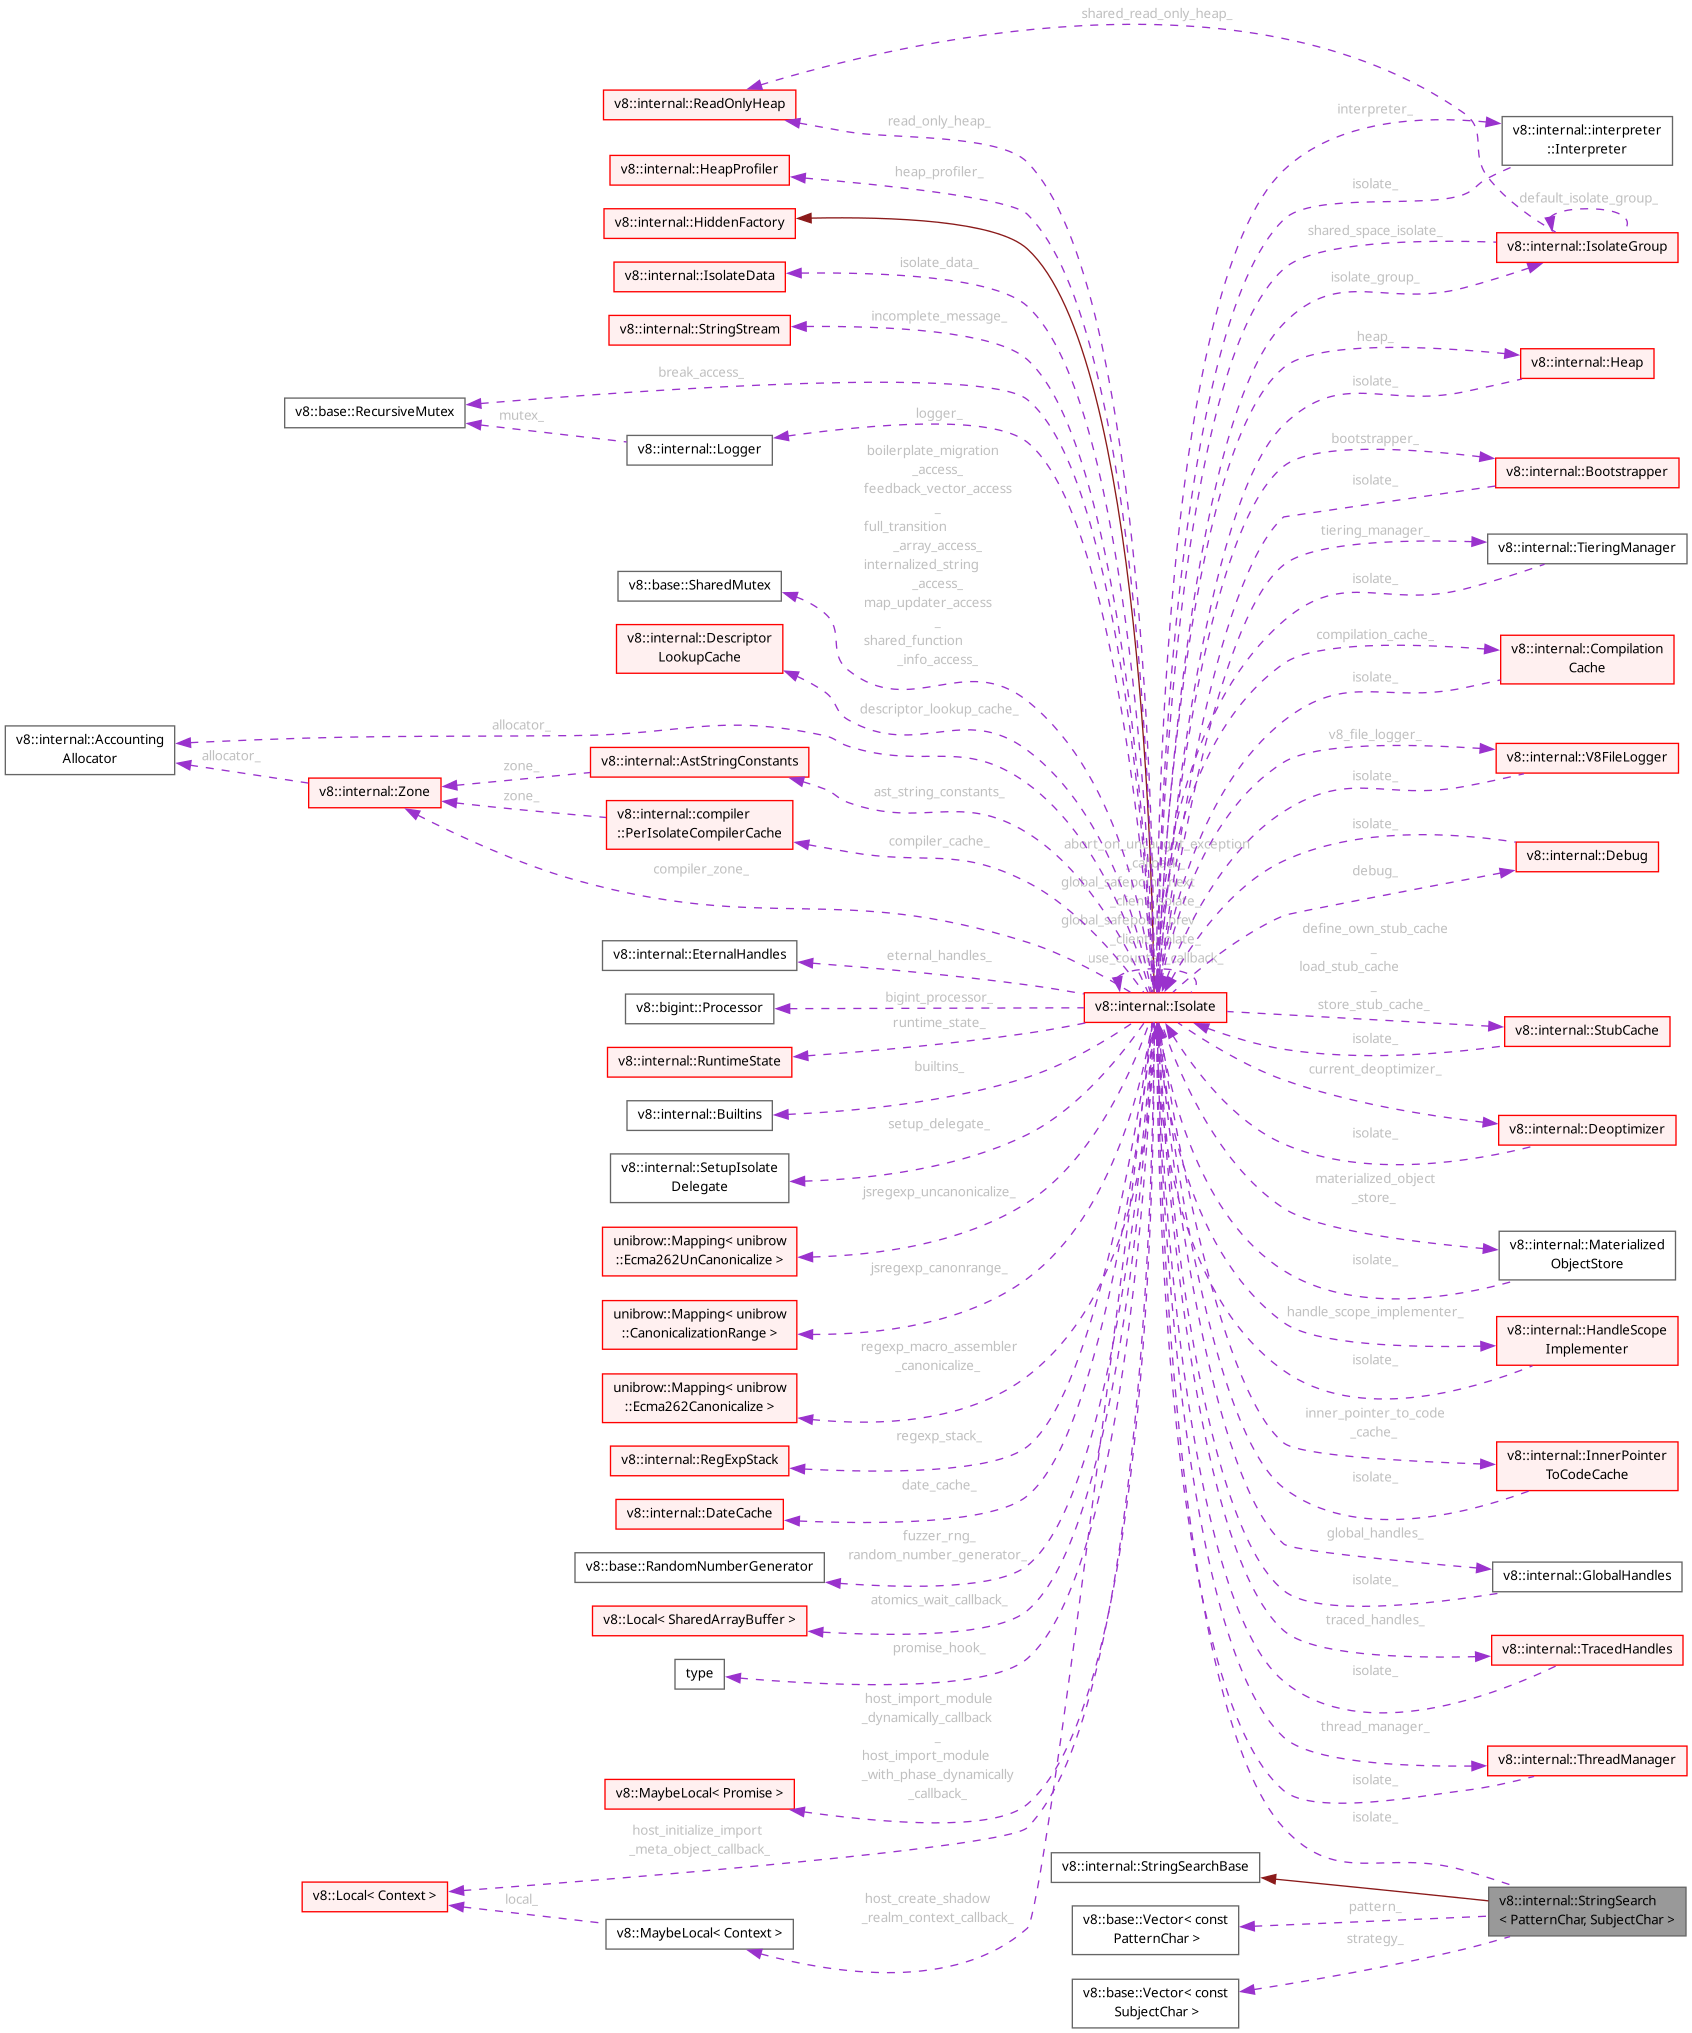 shared_read_only_heap_
v8::internal::ReadOnlyHeap
read_only_heap_
interpreter_
v8::internal::interpreter
::Interpreter
v8::internal::HeapProfiler
heap_profiler_
isolate_
default_isolate_group_
v8::internal::HiddenFactory
shared_space_isolate_
v8::internal::IsolateGroup
v8::internal::IsolateData
isolate_data_
isolate_group_
v8::internal::StringStream
incomplete_message_
heap_
v8::internal::Heap
break_access_
isolate_
v8::base::RecursiveMutex
mutex_
logger_
v8::internal::Logger
bootstrapper_
v8::internal::Bootstrapper
isolate_
boilerplate_migration
_access_
feedback_vector_access
_
full_transition
_array_access_
internalized_string
_access_
map_updater_access
_
shared_function
_info_access_
tiering_manager_
v8::internal::TieringManager
isolate_
v8::base::SharedMutex
v8::internal::Descriptor
LookupCache
descriptor_lookup_cache_
compilation_cache_
v8::internal::Compilation
Cache
isolate_
v8::internal::Accounting
Allocator
allocator_
allocator_
v8_file_logger_
v8::internal::V8FileLogger
isolate_
v8::internal::Zone
zone_
zone_
v8::internal::AstStringConstants
ast_string_constants_
v8::internal::compiler
::PerIsolateCompilerCache
compiler_cache_
compiler_zone_
isolate_
v8::internal::Debug
debug_
abort_on_uncaught_exception
_callback_
global_safepoint_next
_client_isolate_
global_safepoint_prev
_client_isolate_
use_counter_callback_
v8::internal::EternalHandles
eternal_handles_
define_own_stub_cache
_
load_stub_cache
_
store_stub_cache_
v8::bigint::Processor
bigint_processor_
v8::internal::Isolate
v8::internal::StubCache
isolate_
v8::internal::RuntimeState
runtime_state_
current_deoptimizer_
v8::internal::Builtins
builtins_
v8::internal::Deoptimizer
isolate_
v8::internal::SetupIsolate
Delegate
setup_delegate_
materialized_object
_store_
v8::internal::Materialized
ObjectStore
isolate_
unibrow::Mapping< unibrow
::Ecma262UnCanonicalize >
jsregexp_uncanonicalize_
unibrow::Mapping< unibrow
::CanonicalizationRange >
jsregexp_canonrange_
handle_scope_implementer_
v8::internal::HandleScope
Implementer
isolate_
unibrow::Mapping< unibrow
::Ecma262Canonicalize >
regexp_macro_assembler
_canonicalize_
v8::internal::RegExpStack
regexp_stack_
inner_pointer_to_code
_cache_
v8::internal::InnerPointer
ToCodeCache
isolate_
v8::internal::DateCache
date_cache_
v8::base::RandomNumberGenerator
fuzzer_rng_
random_number_generator_
global_handles_
v8::internal::GlobalHandles
isolate_
v8::Local< SharedArrayBuffer >
atomics_wait_callback_
traced_handles_
v8::internal::TracedHandles
isolate_
type
promise_hook_
host_import_module
_dynamically_callback
_
host_import_module
_with_phase_dynamically
_callback_
thread_manager_
v8::internal::ThreadManager
isolate_
v8::MaybeLocal< Promise >
isolate_
host_initialize_import
_meta_object_callback_
v8::Local< Context >
local_
v8::MaybeLocal< Context >
host_create_shadow
_realm_context_callback_
v8::internal::StringSearchBase
v8::internal::StringSearch
< PatternChar, SubjectChar >
pattern_
v8::base::Vector< const
PatternChar >
strategy_
v8::base::Vector< const
SubjectChar >